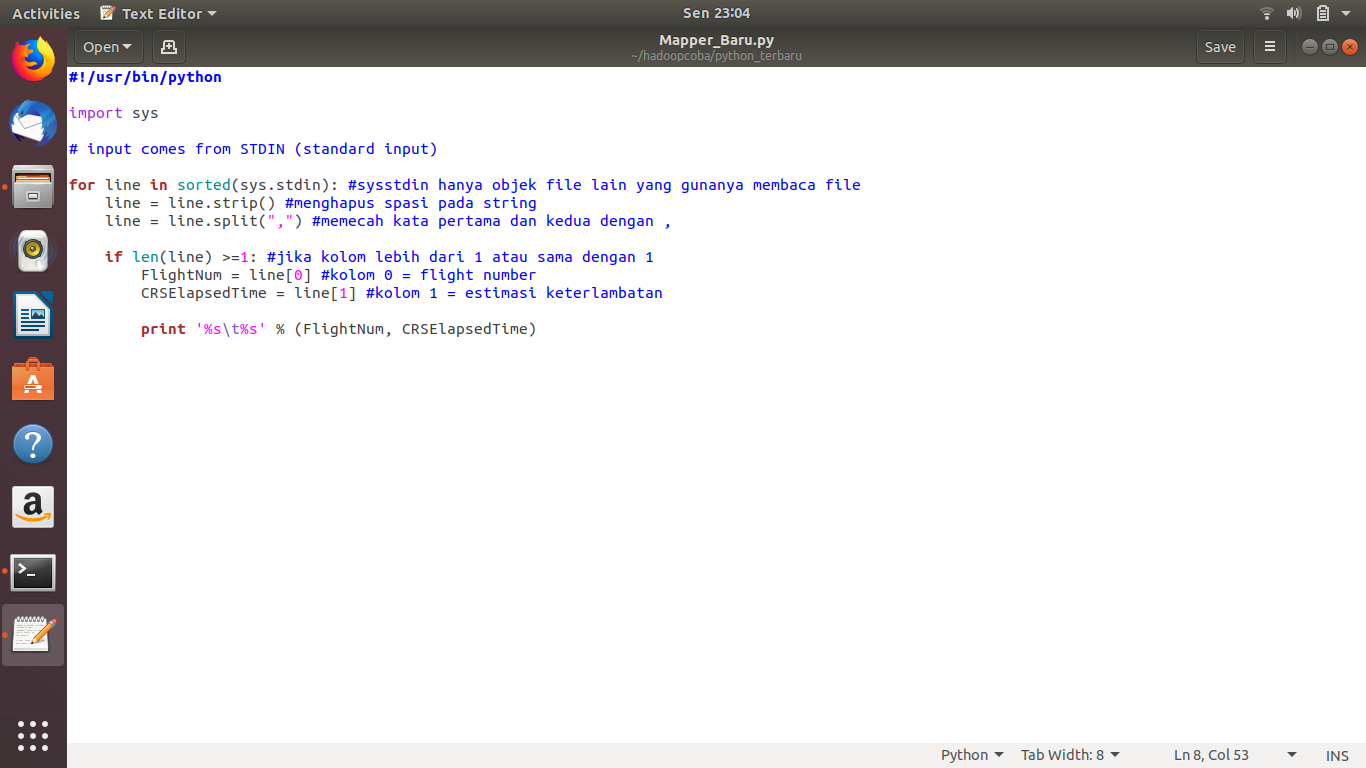 Activities Text Editor Sen 23:04
Open Mapper_Baru.py Save
~/hadoopcoba/python_terbaru
#!/usr/bin/python
import sys
# input comes from STDIN (standard input)
for line in sorted(sys.stdin): #sysstdin hanya objek file lain yang gunanya membaca file
    line = line.strip() #menghapus spasi pada string
    line = line.split(",") #memecah kata pertama dan kedua dengan ,
    if len(line) >=1: #jika kolom lebih dari 1 atau sama dengan 1
        FlightNum = line[0] #kolom 0 = flight number
        CRSElapsedTime = line[1] #kolom 1 = estimasi keterlambatan
        print '%s\t%s' % (FlightNum, CRSElapsedTime)
Python Tab Width: 8 Ln 8, Col 53 INS